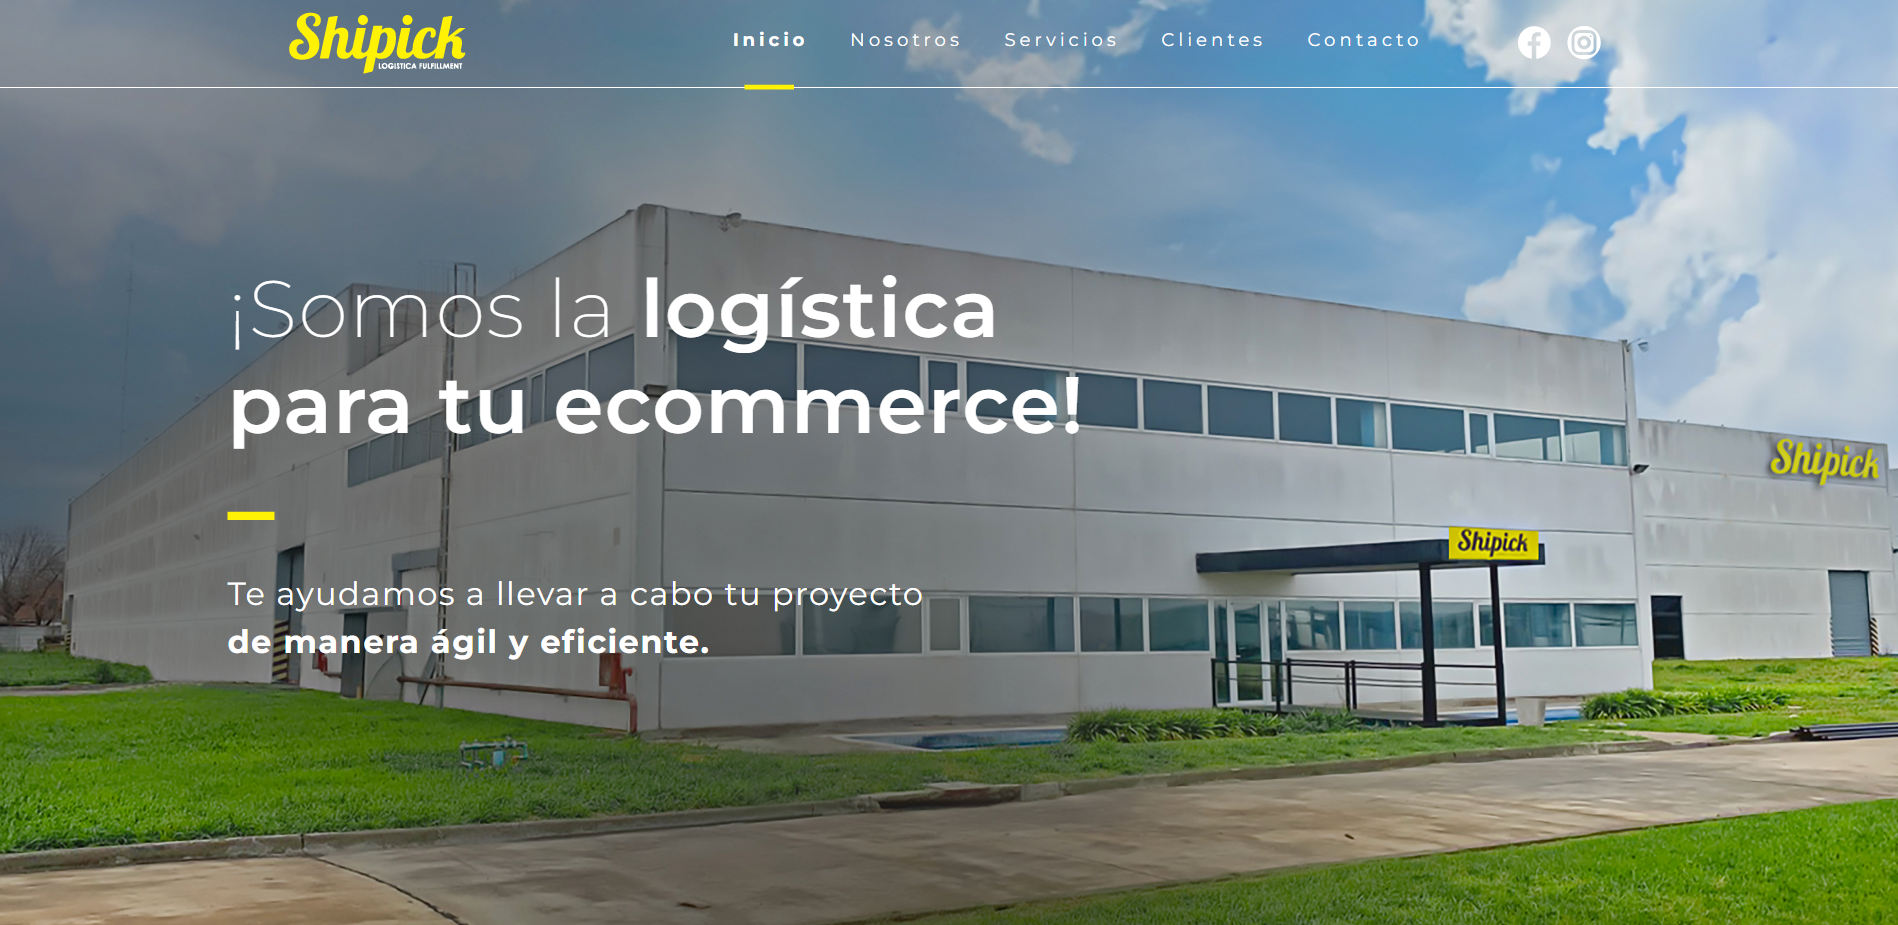 Shipick
LOGISTICA FULFILLMENT
Inicio
Nosotros
Servicios
Clientes
Contacto
¡Somos la logística
para tu ecommerce!
Shipick
Shipick
Te ayudamos a llevar a cabo tu proyecto
de manera ágil y eficiente.